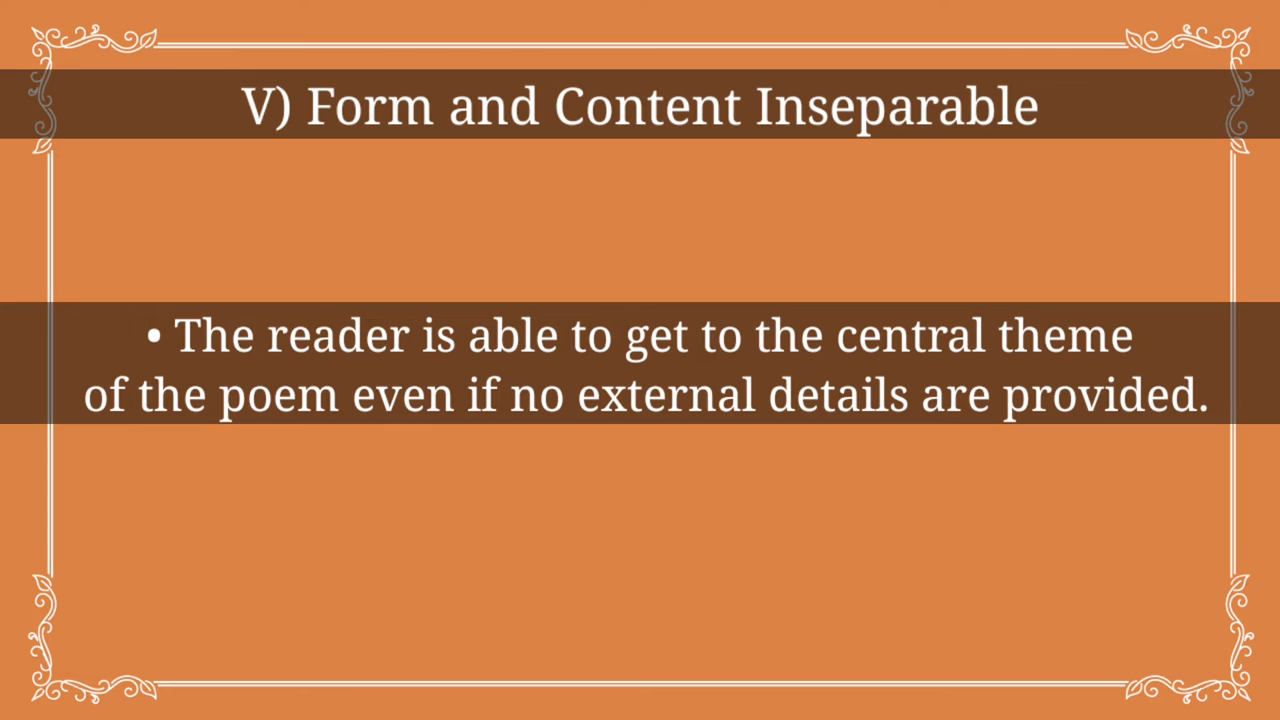 V) Form and Content Inseparable
• The reader is able to get to the central theme
of the poem even if no external details are provided.